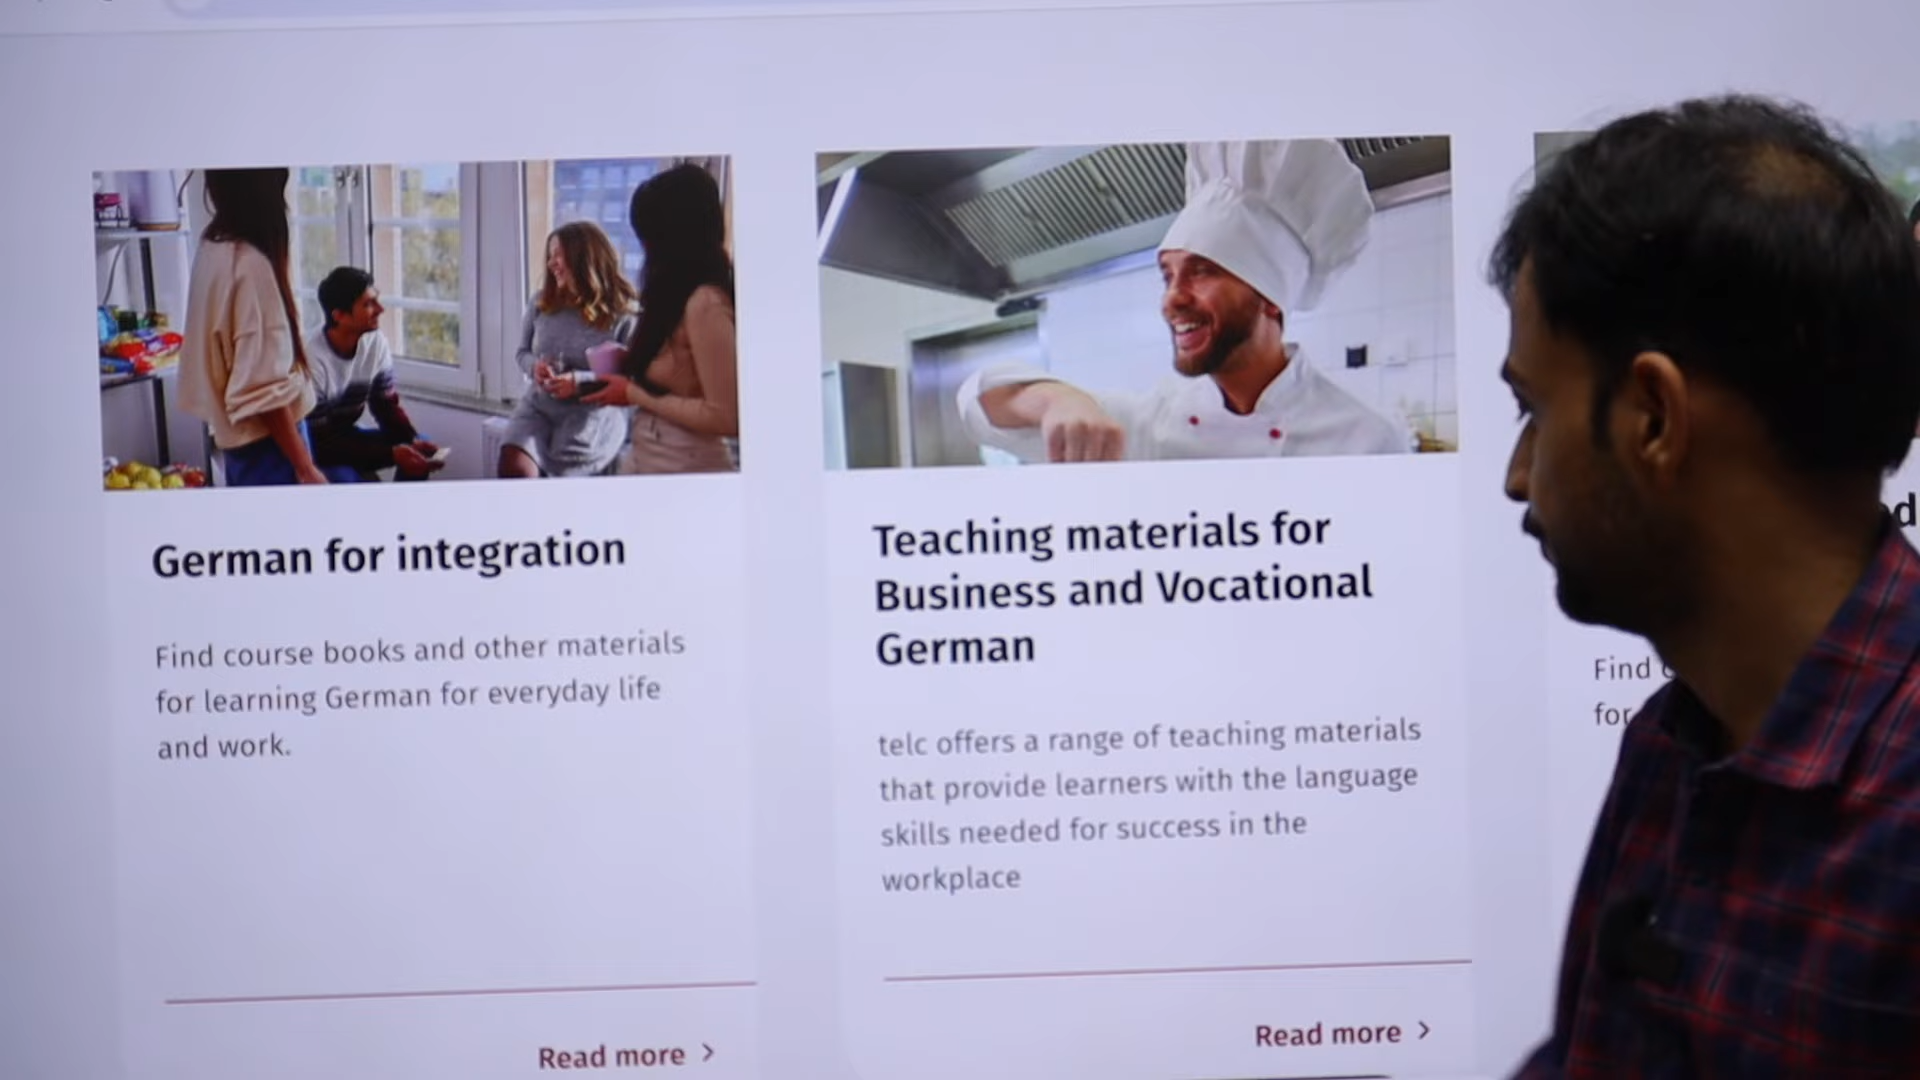 German for integration
Find course books and other materials
for learning German for everyday life
and work.
Read more
Teaching materials for
Business and Vocational
German
telc offers a range of teaching materials
that provide learners with the language
skills needed for success in the
workplace
Read more
Find
for